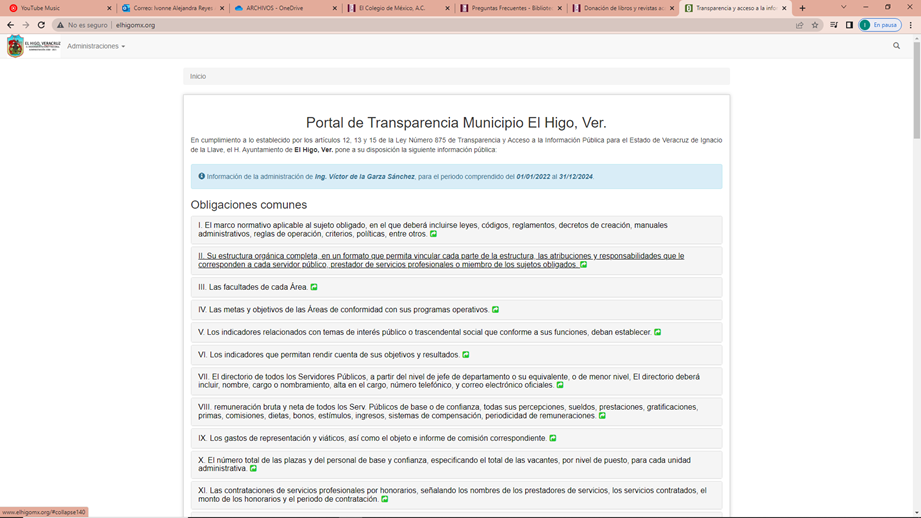 YouTube Music
Correo: Ivonne Alejandra Reyes
ARCHIVOS - OneDrive
El Colegio de México, A.C.
Preguntas Frecuentes - Bibliote
Donación de libros y revistas a
Transparencia y acceso a la info
No es seguro | elhigomx.org
En pausa
EL HIGO, VERACRUZ
Administraciones
Inicio
Portal de Transparencia Municipio El Higo, Ver.
En cumplimiento a lo establecido por los artículos 12, 13 y 15 de la Ley Número 875 de Transparencia y Acceso a la Información Pública para el Estado de Veracruz de Ignacio
de la Llave, el H. Ayuntamiento de El Higo, Ver. pone a su disposición la siguiente información pública:
Información de la administración de Ing. Víctor de la Garza Sánchez, para el periodo comprendido del 01/01/2022 al 31/12/2024.
Obligaciones comunes
I. El marco normativo aplicable al sujeto obligado, en el que deberá incluirse leyes, códigos, reglamentos, decretos de creación, manuales
administrativos, reglas de operación, criterios, políticas, entre otros.
II. Su estructura orgánica completa, en un formato que permita vincular cada parte de la estructura, las atribuciones y responsabilidades que le
corresponden a cada servidor público, prestador de servicios profesionales o miembro de los sujetos obligados.
III. Las facultades de cada Área.
IV. Las metas y objetivos de las Áreas de conformidad con sus programas operativos.
V. Los indicadores relacionados con temas de interés público o trascendental social que conforme a sus funciones, deban establecer.
VI. Los indicadores que permitan rendir cuenta de sus objetivos y resultados.
VII. El directorio de todos los Servidores Públicos, a partir del nivel de jefe de departamento o su equivalente, o de menor nivel, El directorio deberá
incluir, nombre, cargo o nombramiento, alta en el cargo, número telefónico, y correo electrónico oficiales.
VIII. remuneración bruta y neta de todos los Serv. Públicos de base o de confianza, todas sus percepciones, sueldos, prestaciones, gratificaciones,
primas, comisiones, dietas, bonos, estímulos, ingresos, sistemas de compensación, periodicidad de remuneraciones.
IX. Los gastos de representación y viáticos, así como el objeto e informe de comisión correspondiente.
X. El número total de las plazas y del personal de base y confianza, especificando el total de las vacantes, por nivel de puesto, para cada unidad
administrativa.
XI. Las contrataciones de servicios profesionales por honorarios, señalando los nombres de los prestadores de servicios, los servicios contratados, el
monto de los honorarios y el periodo de contratación.
www.elhigomx.org/#collapse140